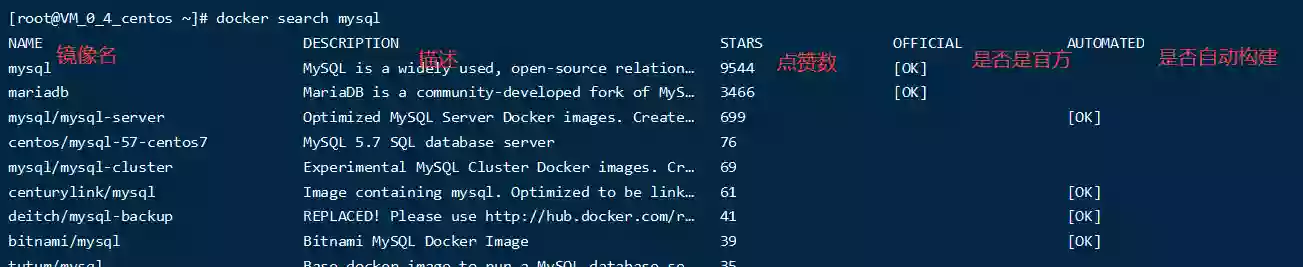 [root@VM_0_4_centos ~]# docker search mysql
NAME 镜像名 DESCRIPTION 描述 STARS 点赞数 OFFICIAL 是否是官方 AUTOMATED 是否自动构建
mysql MySQL is a widely used, open-source relation… 9544 [OK]
mariadb MariaDB is a community-developed fork of MyS… 3466 [OK]
mysql/mysql-server Optimized MySQL Server Docker images. Create… 699 [OK]
centos/mysql-57-centos7 MySQL 5.7 SQL database server 76
mysql/mysql-cluster Experimental MySQL Cluster Docker images. Cr… 69
centurylink/mysql Image containing mysql. Optimized to be link… 61 [OK]
deitch/mysql-backup REPLACED! Please use http://hub.docker.com/r… 41 [OK]
bitnami/mysql Bitnami MySQL Docker Image 39 [OK]
tutum/mysql Base docker image to run a MySQL database se… 35